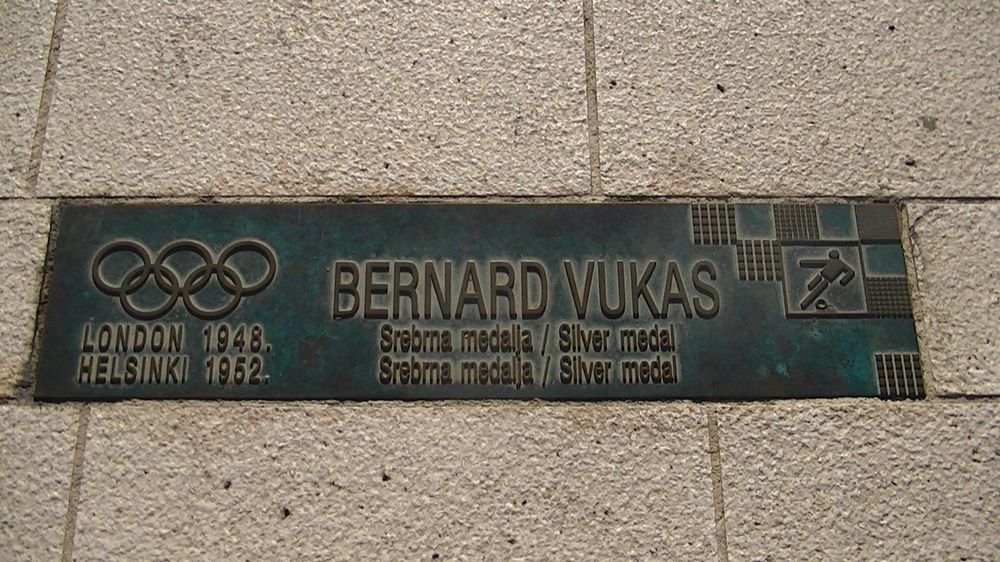 BERNARD VUKAS
LONDON 1948. Srebrna medalja / Silver medal
HELSINKI 1952. Srebrna medalja / Silver medal